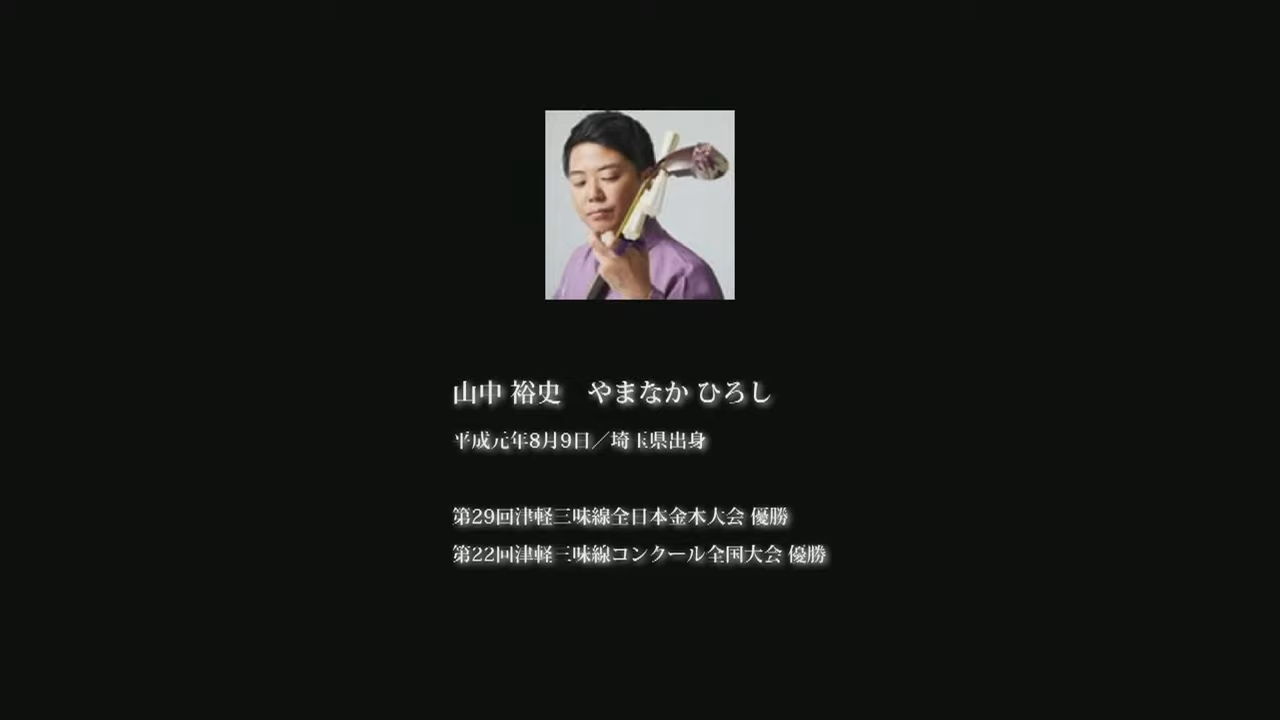 山中 裕史　やまなか ひろし
平成元年8月9日／埼玉県出身
第29回津軽三味線全日本金木大会 優勝
第22回津軽三味線コンクール全国大会 優勝